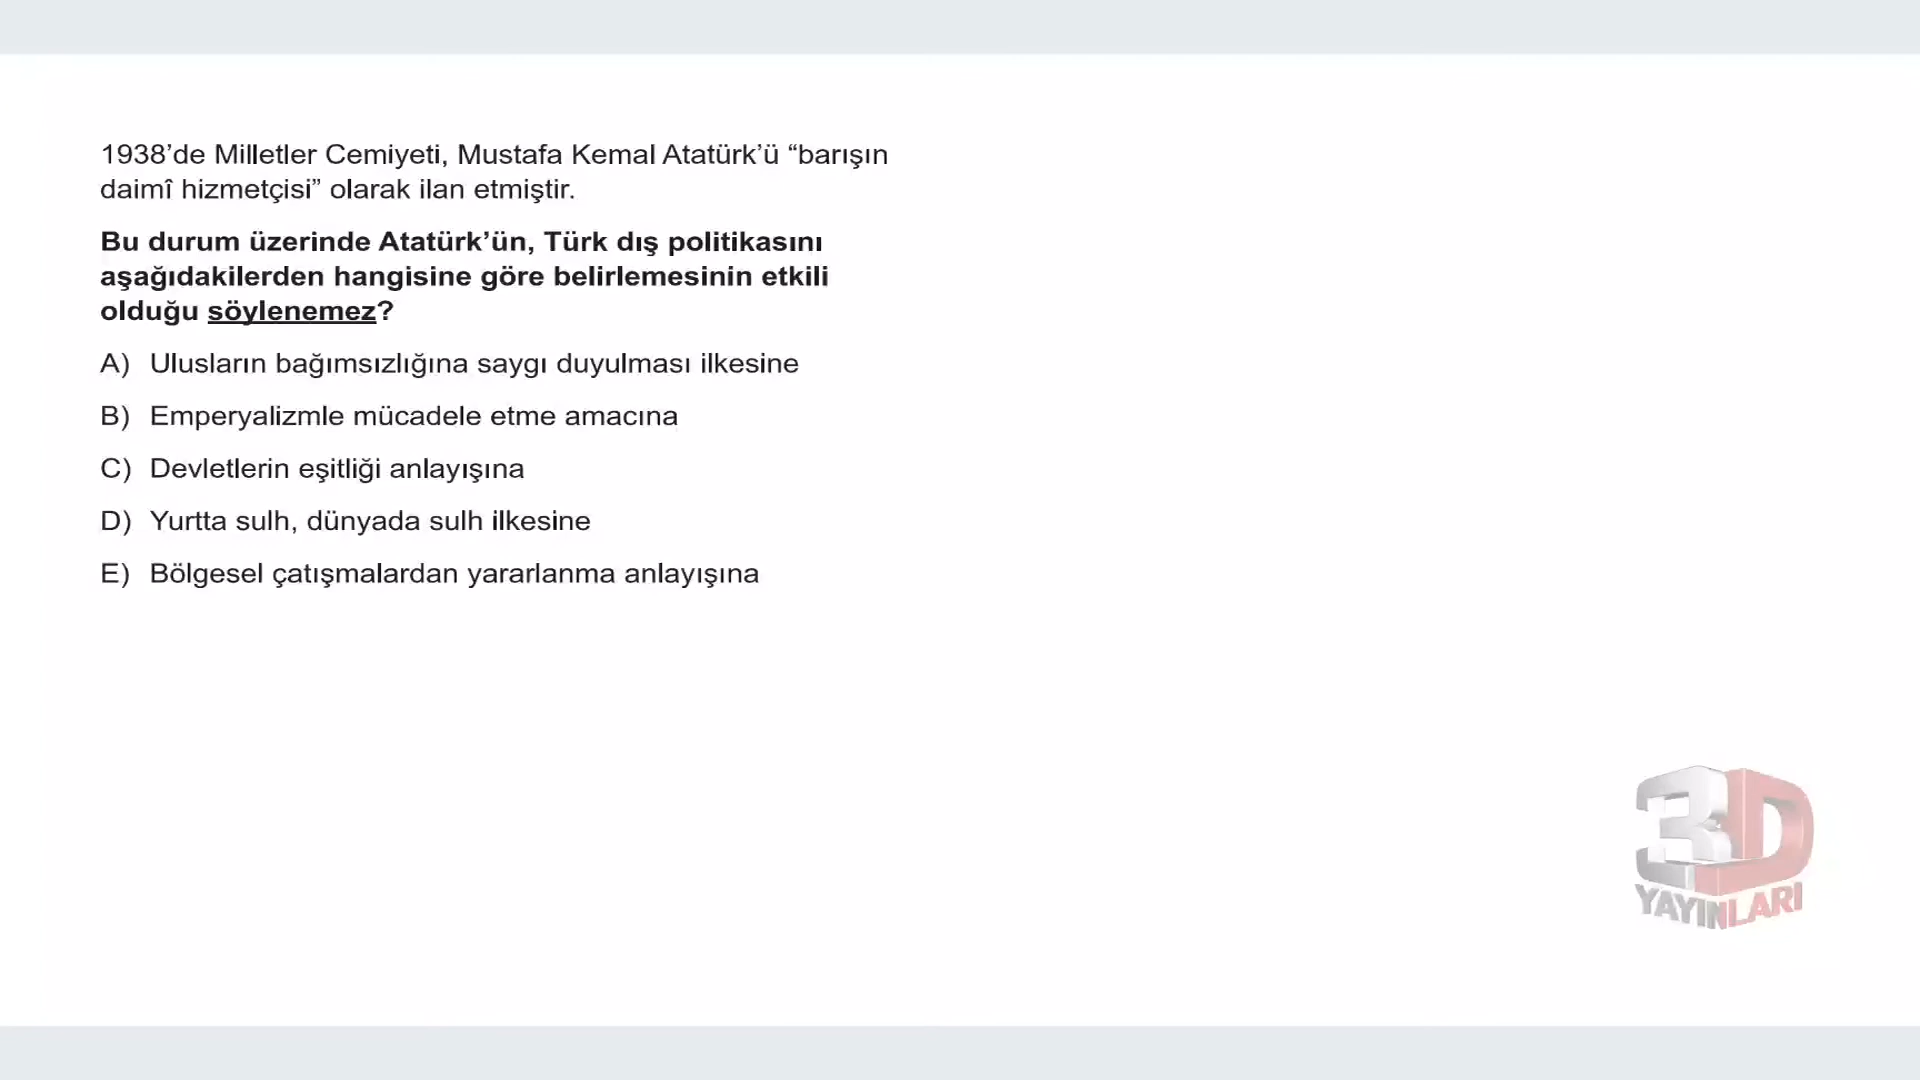 1938’de Milletler Cemiyeti, Mustafa Kemal Atatürk’ü “barışın
daimî hizmetçisi” olarak ilan etmiştir.
Bu durum üzerinde Atatürk’ün, Türk dış politikasını
aşağıdakilerden hangisine göre belirlemesinin etkili
olduğu söylenemez?
A) Ulusların bağımsızlığına saygı duyulması ilkesine
B) Emperyalizmle mücadele etme amacına
C) Devletlerin eşitliği anlayışına
D) Yurtta sulh, dünyada sulh ilkesine
E) Bölgesel çatışmalardan yararlanma anlayışına
3D
YAYINLARI